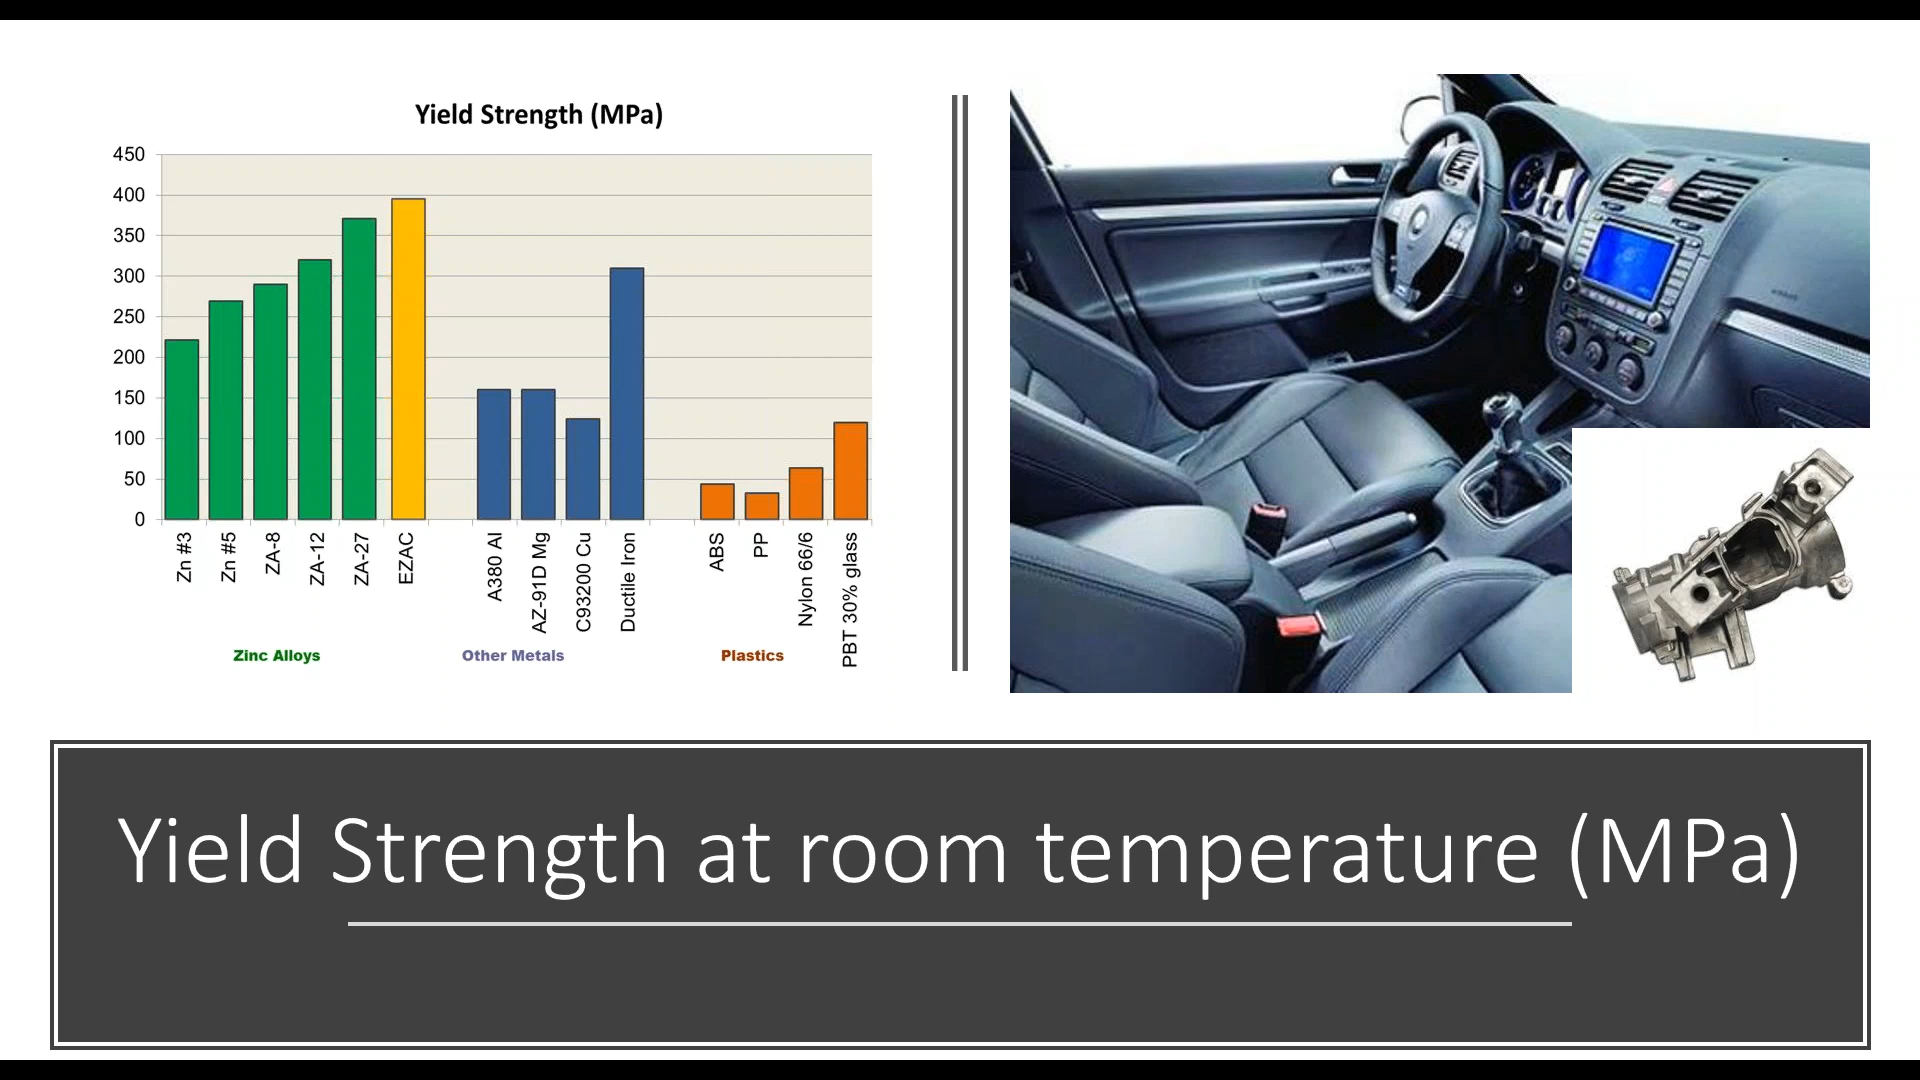 Yield Strength (MPa)
450
400
350
300
250
200
150
100
50
0
Zn #3
Zn #5
ZA-8
ZA-12
ZA-27
EZAC
A380 Al
AZ-91D Mg
C93200 Cu
Ductile Iron
ABS
PP
Nylon 66/6
PBT 30% glass
Zinc Alloys
Other Metals
Plastics
Yield Strength at room temperature (MPa)